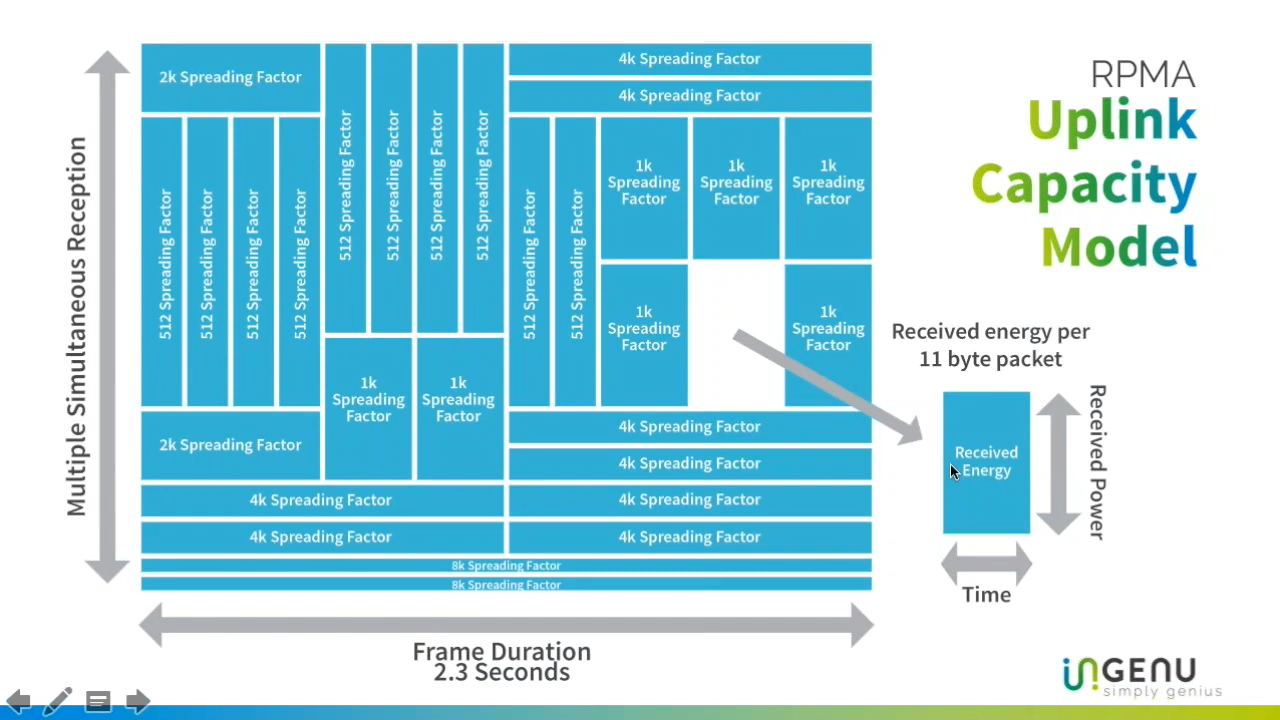 RPMA
Uplink
Capacity
Model
Multiple Simultaneous Reception
2k Spreading Factor
512 Spreading Factor
512 Spreading Factor
512 Spreading Factor
512 Spreading Factor
4k Spreading Factor
4k Spreading Factor
512 Spreading Factor
512 Spreading Factor
512 Spreading Factor
512 Spreading Factor
512 Spreading Factor
512 Spreading Factor
1k
Spreading
Factor
1k
Spreading
Factor
1k
Spreading
Factor
1k
Spreading
Factor
1k
Spreading
Factor
1k
Spreading
Factor
1k
Spreading
Factor
2k Spreading Factor
4k Spreading Factor
4k Spreading Factor
4k Spreading Factor
4k Spreading Factor
4k Spreading Factor
4k Spreading Factor
8k Spreading Factor
8k Spreading Factor
Frame Duration
2.3 Seconds
Received energy per
11 byte packet
Received
Energy
Received Power
Time
inGENU
simply genius